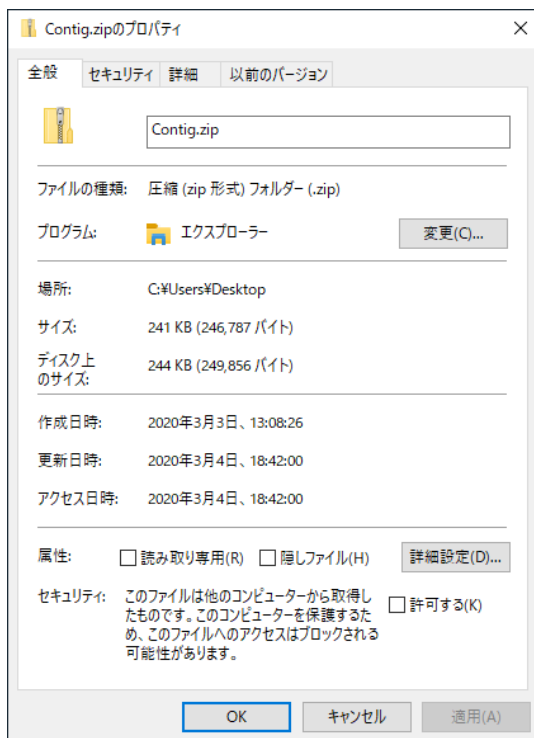 Contig.zipのプロパティ
全般 セキュリティ 詳細 以前のバージョン
Contig.zip
ファイルの種類: 圧縮 (zip 形式) フォルダー (.zip)
プログラム: エクスプローラー 変更(C)...
場所: C:¥Users¥Desktop
サイズ: 241 KB (246,787 バイト)
ディスク上
のサイズ: 244 KB (249,856 バイト)
作成日時: 2020年3月3日、13:08:26
更新日時: 2020年3月4日、18:42:00
アクセス日時: 2020年3月4日、18:42:00
属性: 読み取り専用(R) 隠しファイル(H) 詳細設定(D)...
セキュリティ: このファイルは他のコンピューターから取得し
たものです。このコンピューターを保護するた
め、このファイルへのアクセスはブロックされる
可能性があります。
許可する(K)
OK キャンセル 適用(A)